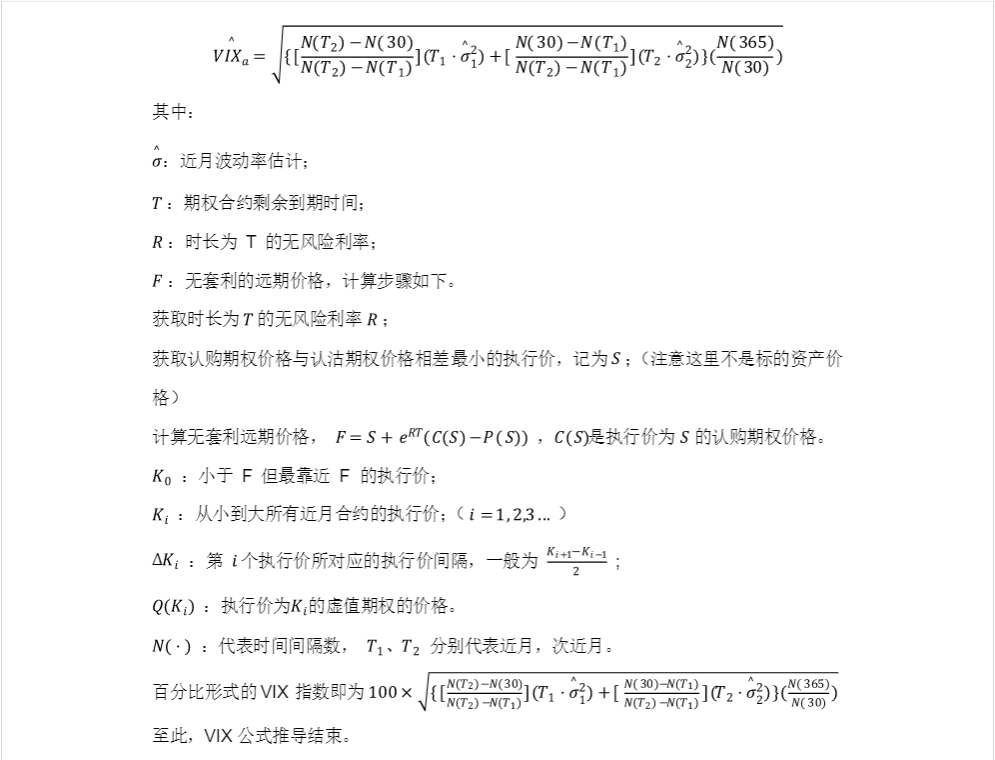 $\hat{VIX}_a = \sqrt{\{[\frac{N(T_2)-N(30)}{N(T_2)-N(T_1)}](T_1 \cdot \hat{\sigma}_1^2)+[\frac{N(30)-N(T_1)}{N(T_2)-N(T_1)}](T_2 \cdot \hat{\sigma}_2^2)\}(\frac{N(365)}{N(30)})}$
其中:
$\hat{\sigma}$: 近月波动率估计;
T: 期权合约剩余到期时间;
R: 时长为 T 的无风险利率;
F: 无套利的远期价格，计算步骤如下。
获取时长为T的无风险利率R;
获取认购期权价格与认沽期权价格相差最小的执行价，记为S;（注意这里不是标的资产价
格）
计算无套利远期价格， $F=S+e^{RT}(C(S)-P(S))$ ，C(S)是执行价为 S 的认购期权价格。
$K_0$ : 小于 F 但最靠近 F 的执行价;
$K_i$ : 从小到大所有近月合约的执行价;（i=1,2,3...）
$\Delta K_i$ : 第 i个执行价所对应的执行价间隔，一般为 $\frac{K_{i+1}-K_{i-1}}{2}$ ;
$Q(K_i)$ : 执行价为$K_i$的虚值期权的价格。
$N(\cdot)$ : 代表时间间隔数， $T_1$、$T_2$ 分别代表近月，次近月。
百分比形式的VIX 指数即为 $100\times\sqrt{\{[\frac{N(T_2)-N(30)}{N(T_2)-N(T_1)}](T_1 \cdot \hat{\sigma}_1^2)+[\frac{N(30)-N(T_1)}{N(T_2)-N(T_1)}](T_2 \cdot \hat{\sigma}_2^2)\}(\frac{N(365)}{N(30)})}$
至此，VIX 公式推导结束。